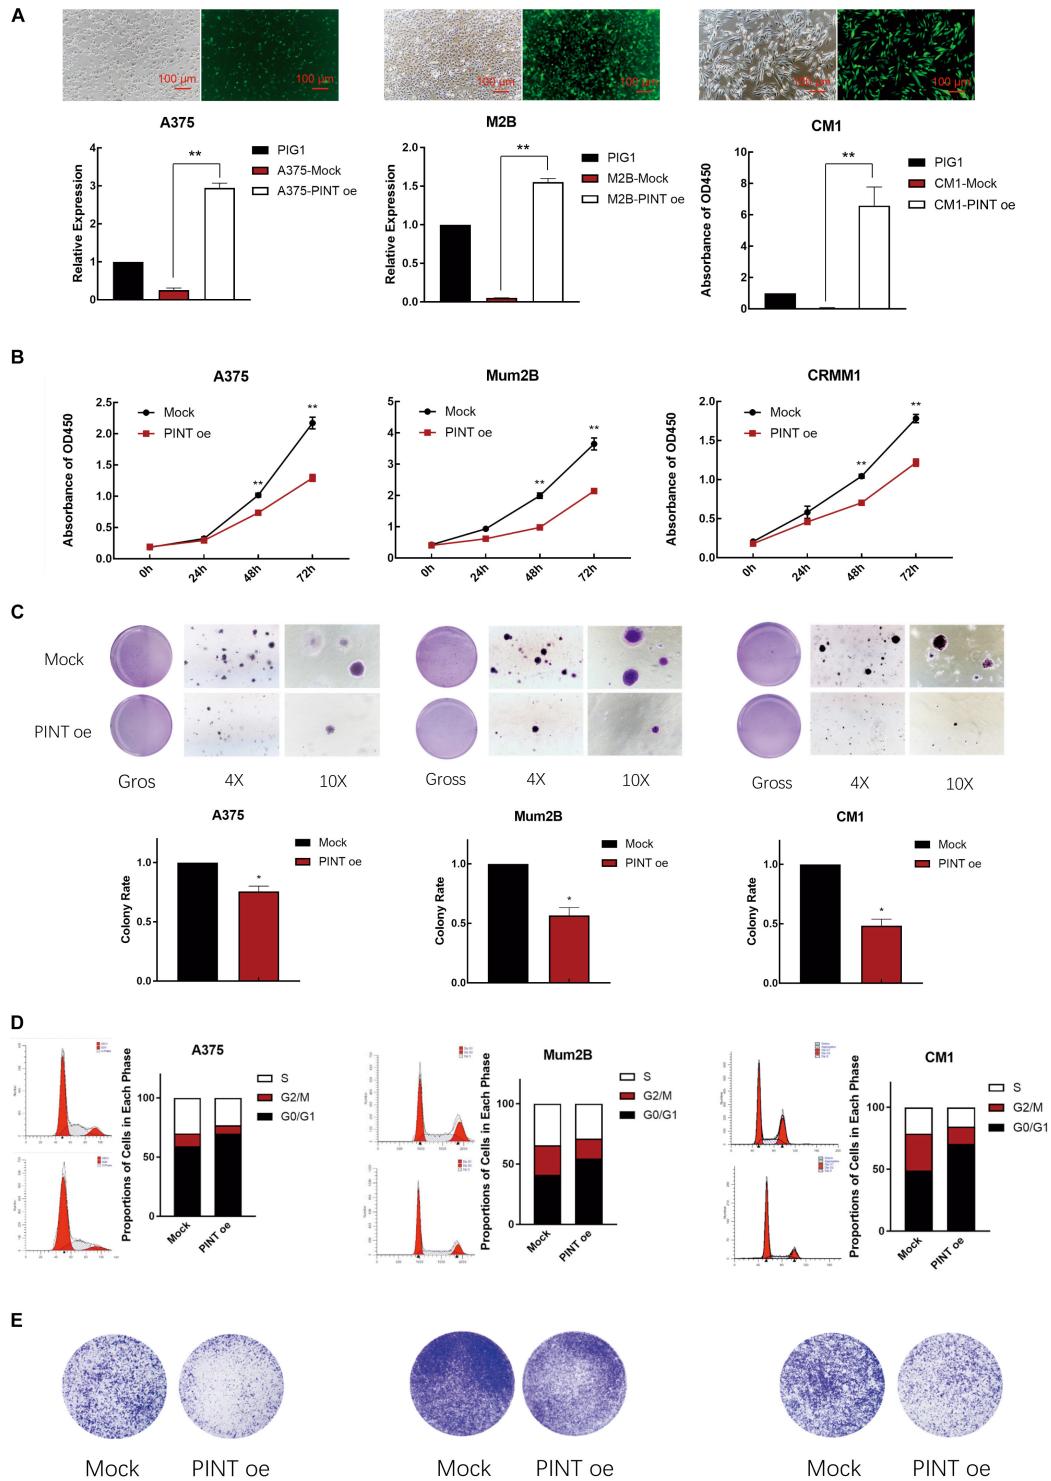 A
100 μm
100 μm
100 μm
100 μm
100 μm
100 μm
A375
Relative Expression
4
3
2
1
0
**
PIG1
A375-Mock
A375-PINT oe
M2B
Relative Expression
2.0
1.5
1.0
0.5
0.0
**
PIG1
M2B-Mock
M2B-PINT oe
CM1
Absorbance of OD450
10
8
6
4
2
0
**
PIG1
CM1-Mock
CM1-PINT oe
B
A375
Absorbance of OD450
2.5
2.0
1.5
1.0
0.5
0.0
Mock
PINT oe
**
**
0h
24h
48h
72h
Mum2B
Absorbance of OD450
5
4
3
2
1
0
Mock
PINT oe
**
**
0h
24h
48h
72h
CRMM1
Absorbance of OD450
2.0
1.5
1.0
0.5
0.0
Mock
PINT oe
**
**
0h
24h
48h
72h
C
Mock
PINT oe
Gros
4X
10X
Gross
4X
10X
Gross
4X
10X
A375
Colony Rate
1.0
0.5
0.0
*
Mock
PINT oe
Mum2B
Colony Rate
1.0
0.5
0.0
*
Mock
PINT oe
CM1
Colony Rate
1.0
0.5
0.0
*
Mock
PINT oe
D
A375
Proportions of Cells in Each Phase
100
50
0
S
G2/M
G0/G1
Mock
PINT oe
Mum2B
Proportions of Cells in Each Phase
100
50
0
S
G2/M
G0/G1
Mock
PINT oe
CM1
Proportions of Cells in Each Phase
100
50
0
S
G2/M
G0/G1
Mock
PINT oe
E
Mock
PINT oe
Mock
PINT oe
Mock
PINT oe